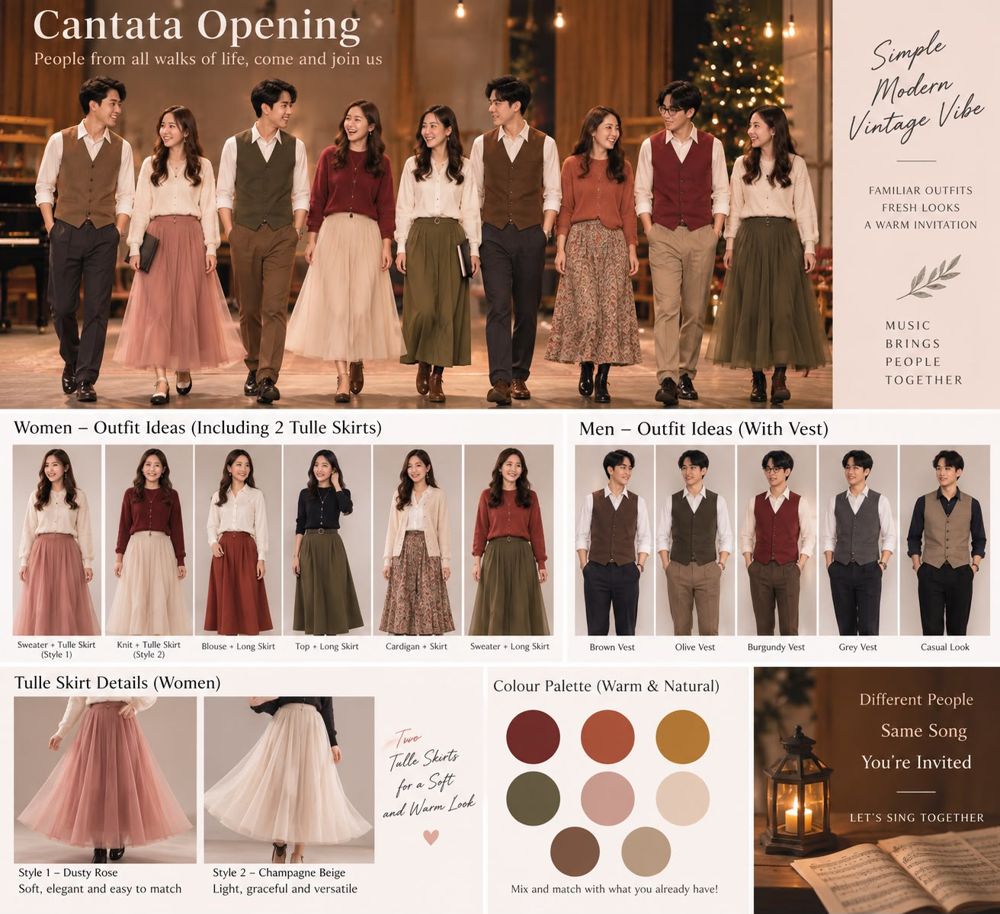 Cantata Opening
People from all walks of life, come and join us
Simple
Modern
Vintage Vibe
FAMILIAR OUTFITS
FRESH LOOKS
A WARM INVITATION
MUSIC
BRINGS
PEOPLE
TOGETHER
Women – Outfit Ideas (Including 2 Tulle Skirts)
Sweater + Tulle Skirt
(Style 1)
Knit + Tulle Skirt
(Style 2)
Blouse + Long Skirt
Top + Long Skirt
Cardigan + Skirt
Sweater + Long Skirt
Men – Outfit Ideas (With Vest)
Brown Vest
Olive Vest
Burgundy Vest
Grey Vest
Casual Look
Tulle Skirt Details (Women)
Style 1 – Dusty Rose
Soft, elegant and easy to match
Style 2 – Champagne Beige
Light, graceful and versatile
Two
Tulle Skirts
for a Soft
and Warm Look
Colour Palette (Warm & Natural)
Mix and match with what you already have!
Different People
Same Song
You're Invited
LET'S SING TOGETHER